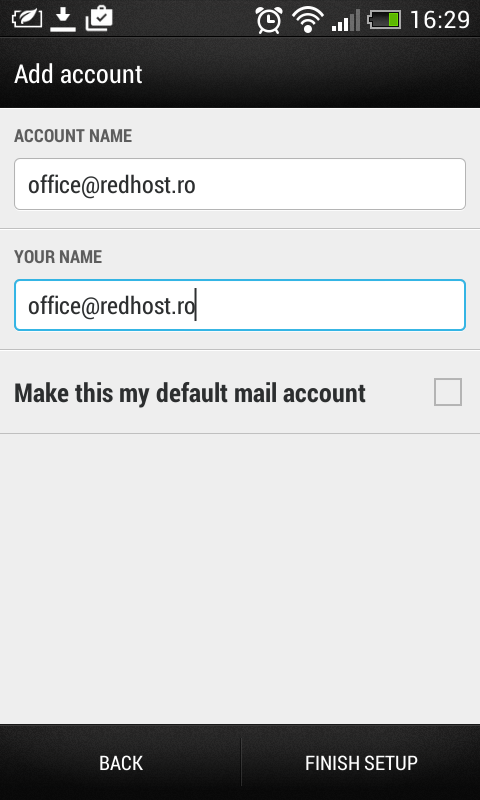 16:29
Add account
ACCOUNT NAME
office@redhost.ro
YOUR NAME
office@redhost.ro
Make this my default mail account
BACK
FINISH SETUP